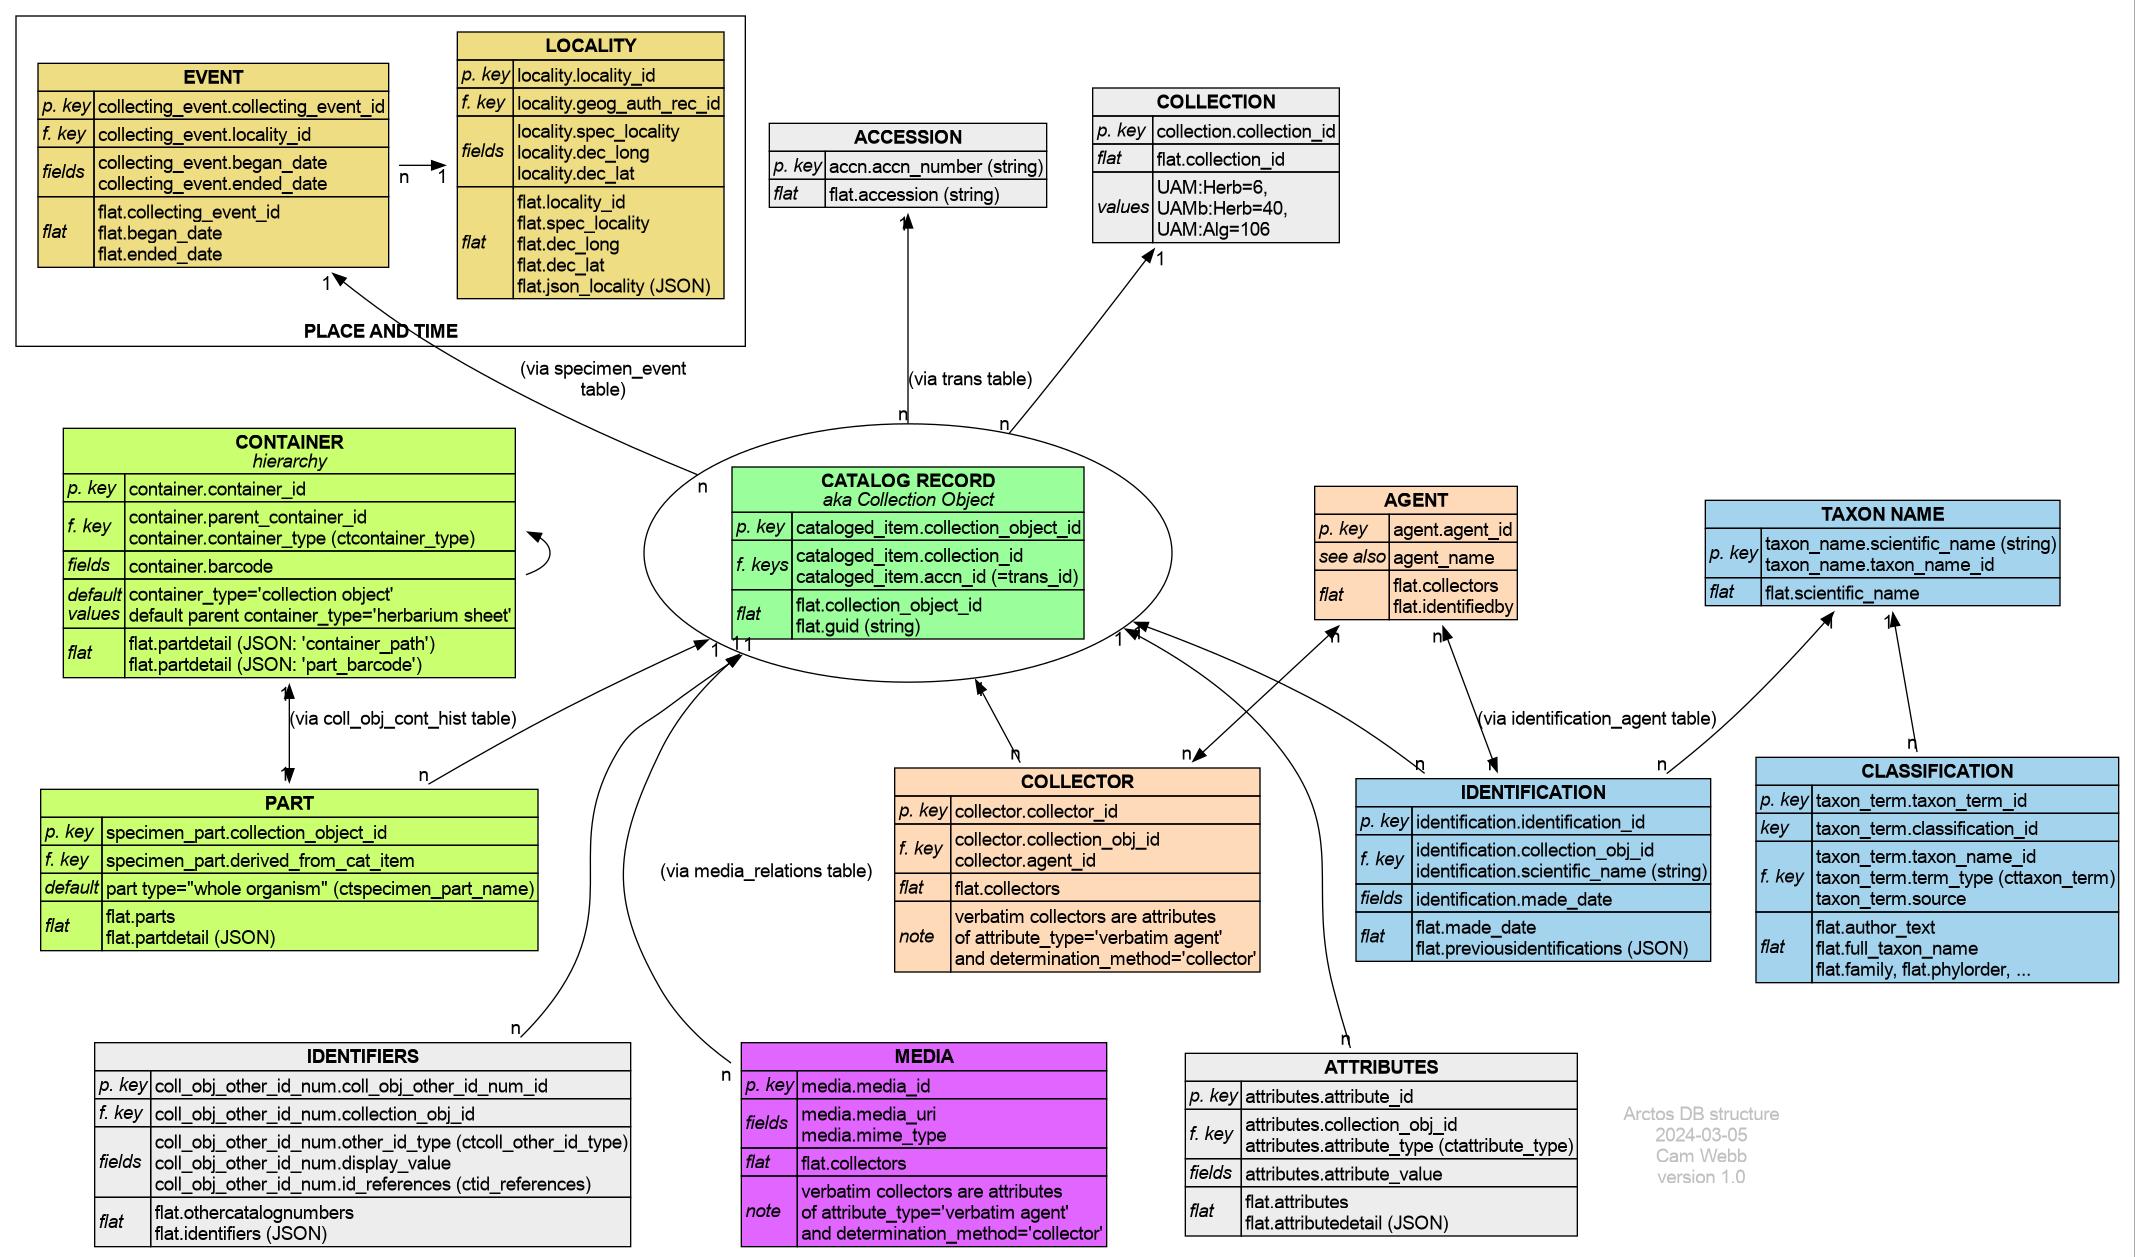 EVENT
p. key collecting_event.collecting_event_id
f. key collecting_event.locality_id
fields collecting_event.began_date
collecting_event.ended_date
flat flat.collecting_event_id
flat.began_date
flat.ended_date
n 1
LOCALITY
p. key locality.locality_id
f. key locality.geog_auth_rec_id
fields locality.spec_locality
locality.dec_long
locality.dec_lat
flat flat.locality_id
flat.spec_locality
flat.dec_long
flat.dec_lat
flat.json_locality (JSON)
1
PLACE AND TIME
ACCESSION
p. key accn.accn_number (string)
flat flat.accession (string)
1
COLLECTION
p. key collection.collection_id
flat flat.collection_id
values UAM:Herb=6,
UAMb:Herb=40,
UAM:Alg=106
1
(via specimen_event
table)
(via trans table)
n
n
n
CONTAINER
hierarchy
p. key container.container_id
f. key container.parent_container_id
container.container_type (ctcontainer_type)
fields container.barcode
default values container_type='collection object'
default parent container_type='herbarium sheet'
flat flat.partdetail (JSON: 'container_path')
flat.partdetail (JSON: 'part_barcode')
CATALOG RECORD
aka Collection Object
p. key cataloged_item.collection_object_id
f. keys cataloged_item.collection_id
cataloged_item.accn_id (=trans_id)
flat flat.collection_object_id
flat.guid (string)
1 1 1 1 1 1
AGENT
p. key agent.agent_id
see also agent_name
flat flat.collectors
flat.identifiedby
n n
TAXON NAME
p. key taxon_name.scientific_name (string)
taxon_name.taxon_name_id
flat flat.scientific_name
1 1
1
(via coll_obj_cont_hist table)
1
n
(via identification_agent table)
n n n n n n
PART
p. key specimen_part.collection_object_id
f. key specimen_part.derived_from_cat_item
default part type="whole organism" (ctspecimen_part_name)
flat flat.parts
flat.partdetail (JSON)
(via media_relations table)
COLLECTOR
p. key collector.collector_id
f. key collector.collection_obj_id
collector.agent_id
flat flat.collectors
note verbatim collectors are attributes
of attribute_type='verbatim agent'
and determination_method='collector'
IDENTIFICATION
p. key identification.identification_id
f. key identification.collection_obj_id
identification.scientific_name (string)
fields identification.made_date
flat flat.made_date
flat.previousidentifications (JSON)
CLASSIFICATION
p. key taxon_term.taxon_term_id
key taxon_term.classification_id
f. key taxon_term.taxon_name_id
taxon_term.term_type (cttaxon_term)
taxon_term.source
flat flat.author_text
flat.full_taxon_name
flat.family, flat.phylorder, ...
n
n
n
IDENTIFIERS
p. key coll_obj_other_id_num.coll_obj_other_id_num_id
f. key coll_obj_other_id_num.collection_obj_id
fields coll_obj_other_id_num.other_id_type (ctcoll_other_id_type)
coll_obj_other_id_num.display_value
coll_obj_other_id_num.id_references (ctid_references)
flat flat.othercatalognumbers
flat.identifiers (JSON)
MEDIA
p. key media.media_id
fields media.media_uri
media.mime_type
flat flat.collectors
note verbatim collectors are attributes
of attribute_type='verbatim agent'
and determination_method='collector'
ATTRIBUTES
p. key attributes.attribute_id
f. key attributes.collection_obj_id
attributes.attribute_type (ctattribute_type)
fields attributes.attribute_value
flat flat.attributes
flat.attributedetail (JSON)
Arctos DB structure
2024-03-05
Cam Webb
version 1.0